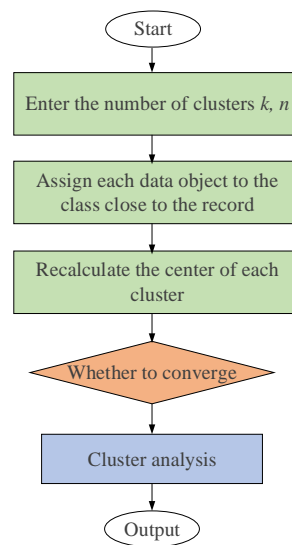 Start
Enter the number of clusters k, n
Assign each data object to the
class close to the record
Recalculate the center of each
cluster
Whether to converge
Cluster analysis
Output